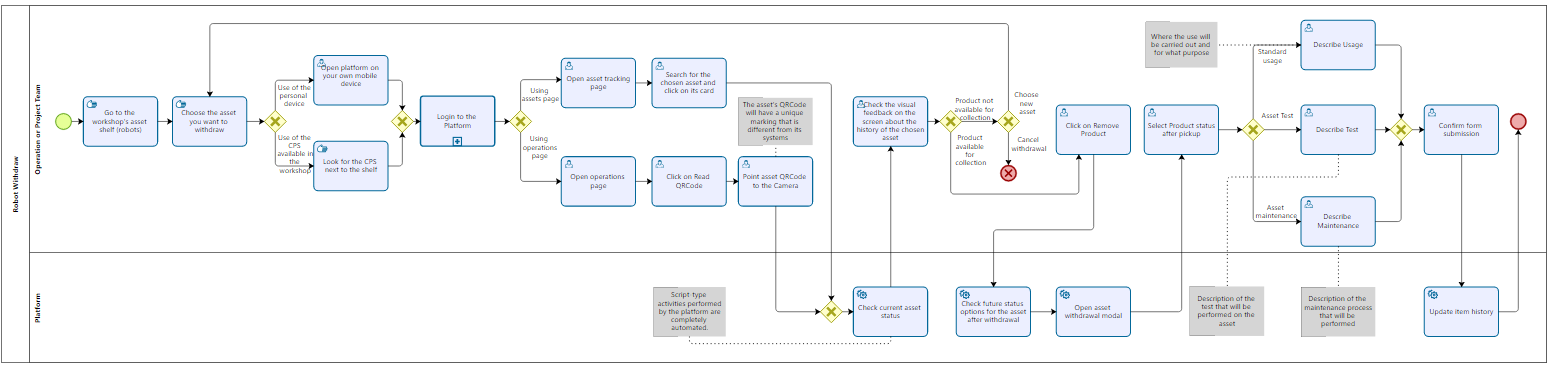 Robot Withdraw
Operation or Project Team
Go to the
workshop's asset
shelf (robots)
Choose the asset
you want to
withdraw
Use of the
personal
device
Use of the
CPS
available in
the
workshop
Open platform on
your own mobile
device
Look for the CPS
next to the shelf
Login to the
Platform
Using
assets page
Using
operations
page
Open asset tracking
page
Search for the
chosen asset and
click on its card
The asset's QRCode
will have a unique
marking that is
different from its
systems
Open operations
page
Click on Read
QRCode
Point asset QRCode
to the Camera
Check the visual
feedback on the
screen about the
history of the chosen
asset
Product not
available for
collection
Product
available
for
collection
Choose
new
asset
Cancel
withdrawal
Click on Remove
Product
Select Product status
after pickup
Where the use will
be carried out and
for what purpose
Standard
usage
Asset Test
Asset
maintenance
Describe Usage
Describe Test
Describe
Maintenance
Confirm form
submission
Platform
Script-type
activities performed
by the platform are
completely
automated.
Check current asset
status
Check future status
options for the asset
after withdrawal
Open asset
withdrawal modal
Description of the
test that will be
performed on the
asset
Description of the
maintenance process
that will be
performed
Update item history